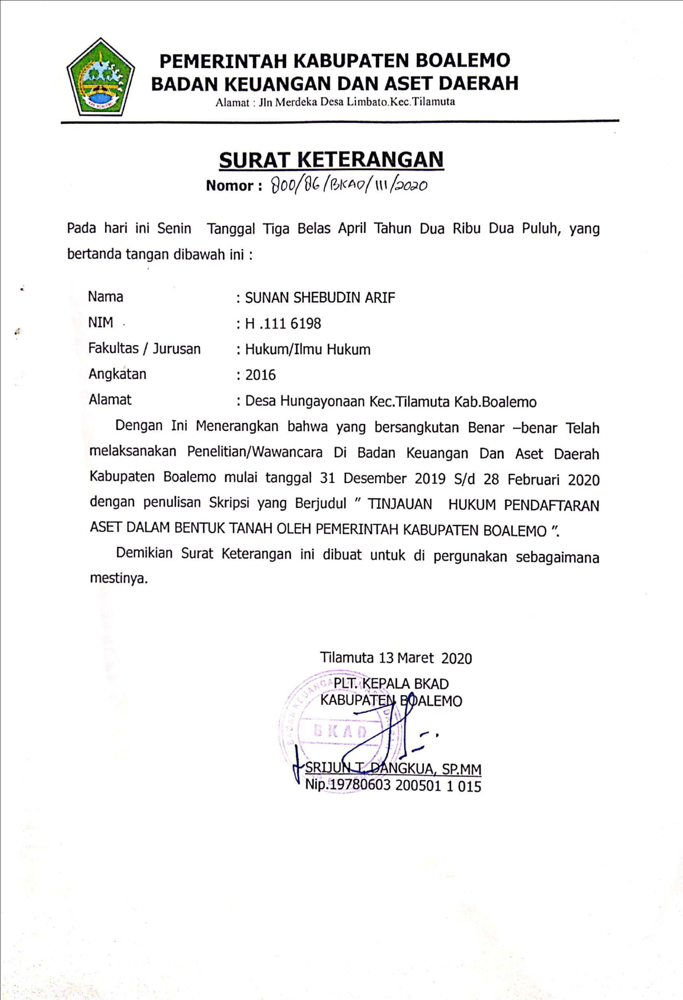 PEMERINTAH KABUPATEN BOALEMO
BADAN KEUANGAN DAN ASET DAERAH
Alamat : Jln Merdeka Desa Limbato.Kec.Tilamuta
KAB. BOALEMO
SURAT KETERANGAN
Nomor : 800/86/BKAD/III/2020
Pada hari ini Senin Tanggal Tiga Belas April Tahun Dua Ribu Dua Puluh, yang
bertanda tangan dibawah ini :
Nama : SUNAN SHEBUDIN ARIF
NIM : H .111 6198
Fakultas / Jurusan : Hukum/Ilmu Hukum
Angkatan : 2016
Alamat : Desa Hungayonaan Kec.Tilamuta Kab.Boalemo
Dengan Ini Menerangkan bahwa yang bersangkutan Benar –benar Telah
melaksanakan Penelitian/Wawancara Di Badan Keuangan Dan Aset Daerah
Kabupaten Boalemo mulai tanggal 31 Desember 2019 S/d 28 Februari 2020
dengan penulisan Skripsi yang Berjudul " TINJAUAN HUKUM PENDAFTARAN
ASET DALAM BENTUK TANAH OLEH PEMERINTAH KABUPATEN BOALEMO ".
Demikian Surat Keterangan ini dibuat untuk di pergunakan sebagaimana
mestinya.
Tilamuta 13 Maret 2020
PLT. KEPALA BKAD
KABUPATEN BOALEMO
BADAN KEUANGAN DAN
BKAD
SRIJUN T. DANGKUA, SP.MM
Nip.19780603 200501 1 015